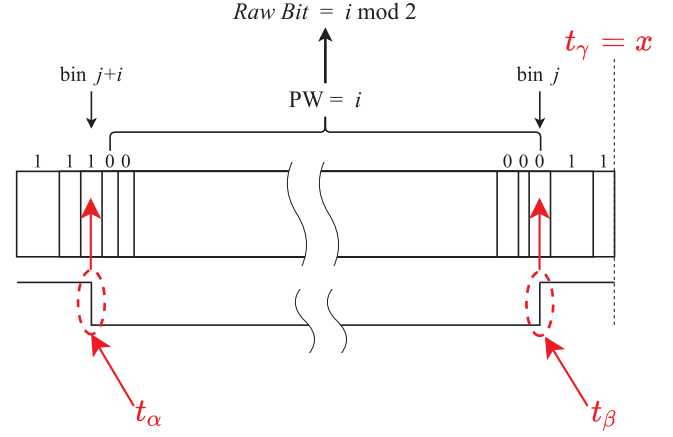 Raw Bit = i mod 2
t_γ = x
bin j+i
bin j
PW = i
1 1 1 0 0 0 0 0 1 1
t_α
t_β